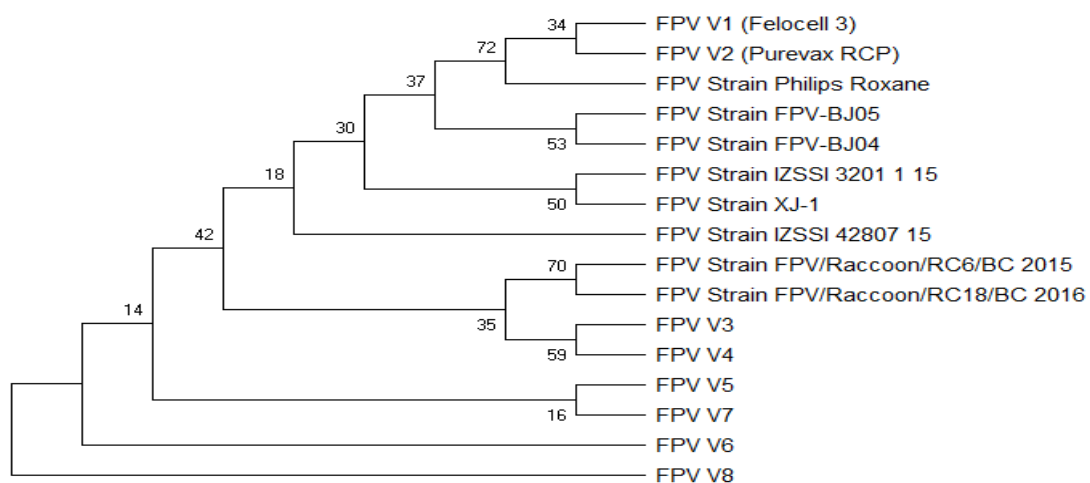 34
FPV V1 (Felocell 3)
72
FPV V2 (Purevax RCP)
37
FPV Strain Philips Roxane
30
FPV Strain FPV-BJ05
53
FPV Strain FPV-BJ04
18
FPV Strain IZSSI 3201 1 15
50
FPV Strain XJ-1
42
FPV Strain IZSSI 42807 15
70
FPV Strain FPV/Raccoon/RC6/BC 2015
FPV Strain FPV/Raccoon/RC18/BC 2016
14
35
FPV V3
59
FPV V4
FPV V5
16
FPV V7
FPV V6
FPV V8